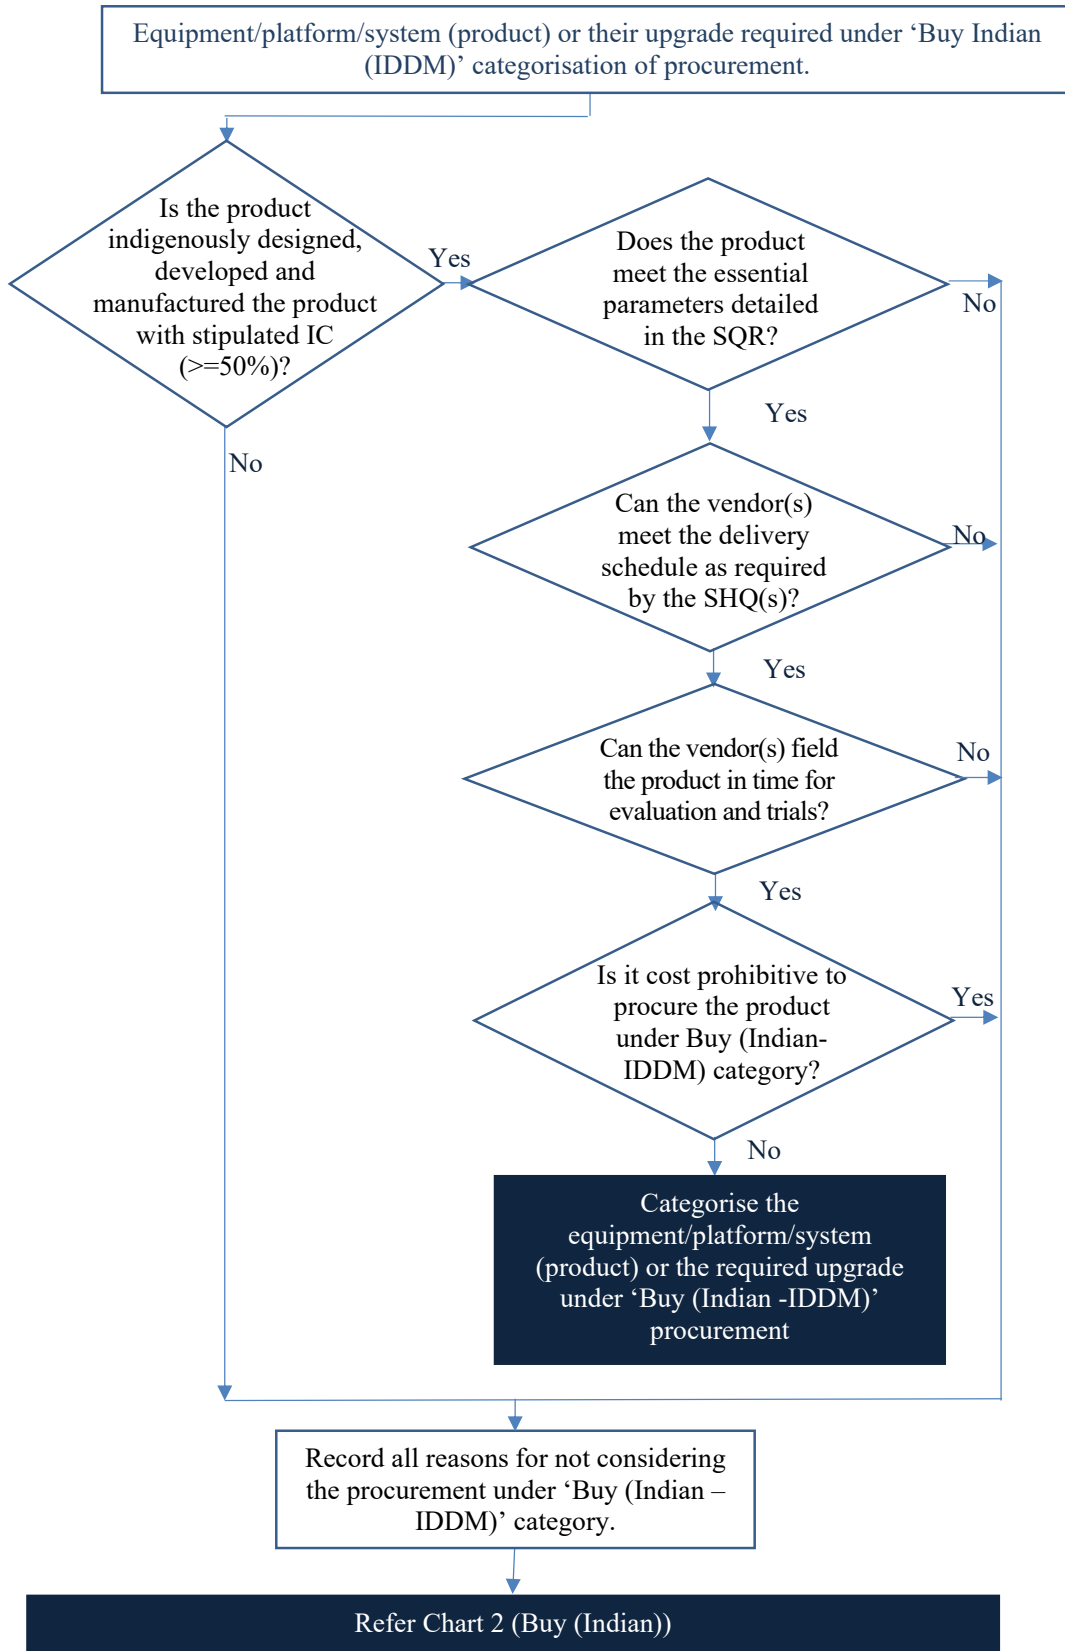 Equipment/platform/system (product) or their upgrade required under ‘Buy Indian
(IDDM)’ categorisation of procurement.
Is the product
indigenously designed,
developed and
manufactured the product
with stipulated IC
(>=50%)?
Yes
No
Does the product
meet the essential
parameters detailed
in the SQR?
No
Yes
Can the vendor(s)
meet the delivery
schedule as required
by the SHQ(s)?
No
Yes
Can the vendor(s) field
the product in time for
evaluation and trials?
No
Yes
Is it cost prohibitive to
procure the product
under Buy (Indian-
IDDM) category?
Yes
No
Categorise the
equipment/platform/system
(product) or the required upgrade
under ‘Buy (Indian -IDDM)’
procurement
Record all reasons for not considering
the procurement under ‘Buy (Indian –
IDDM)’ category.
Refer Chart 2 (Buy (Indian))